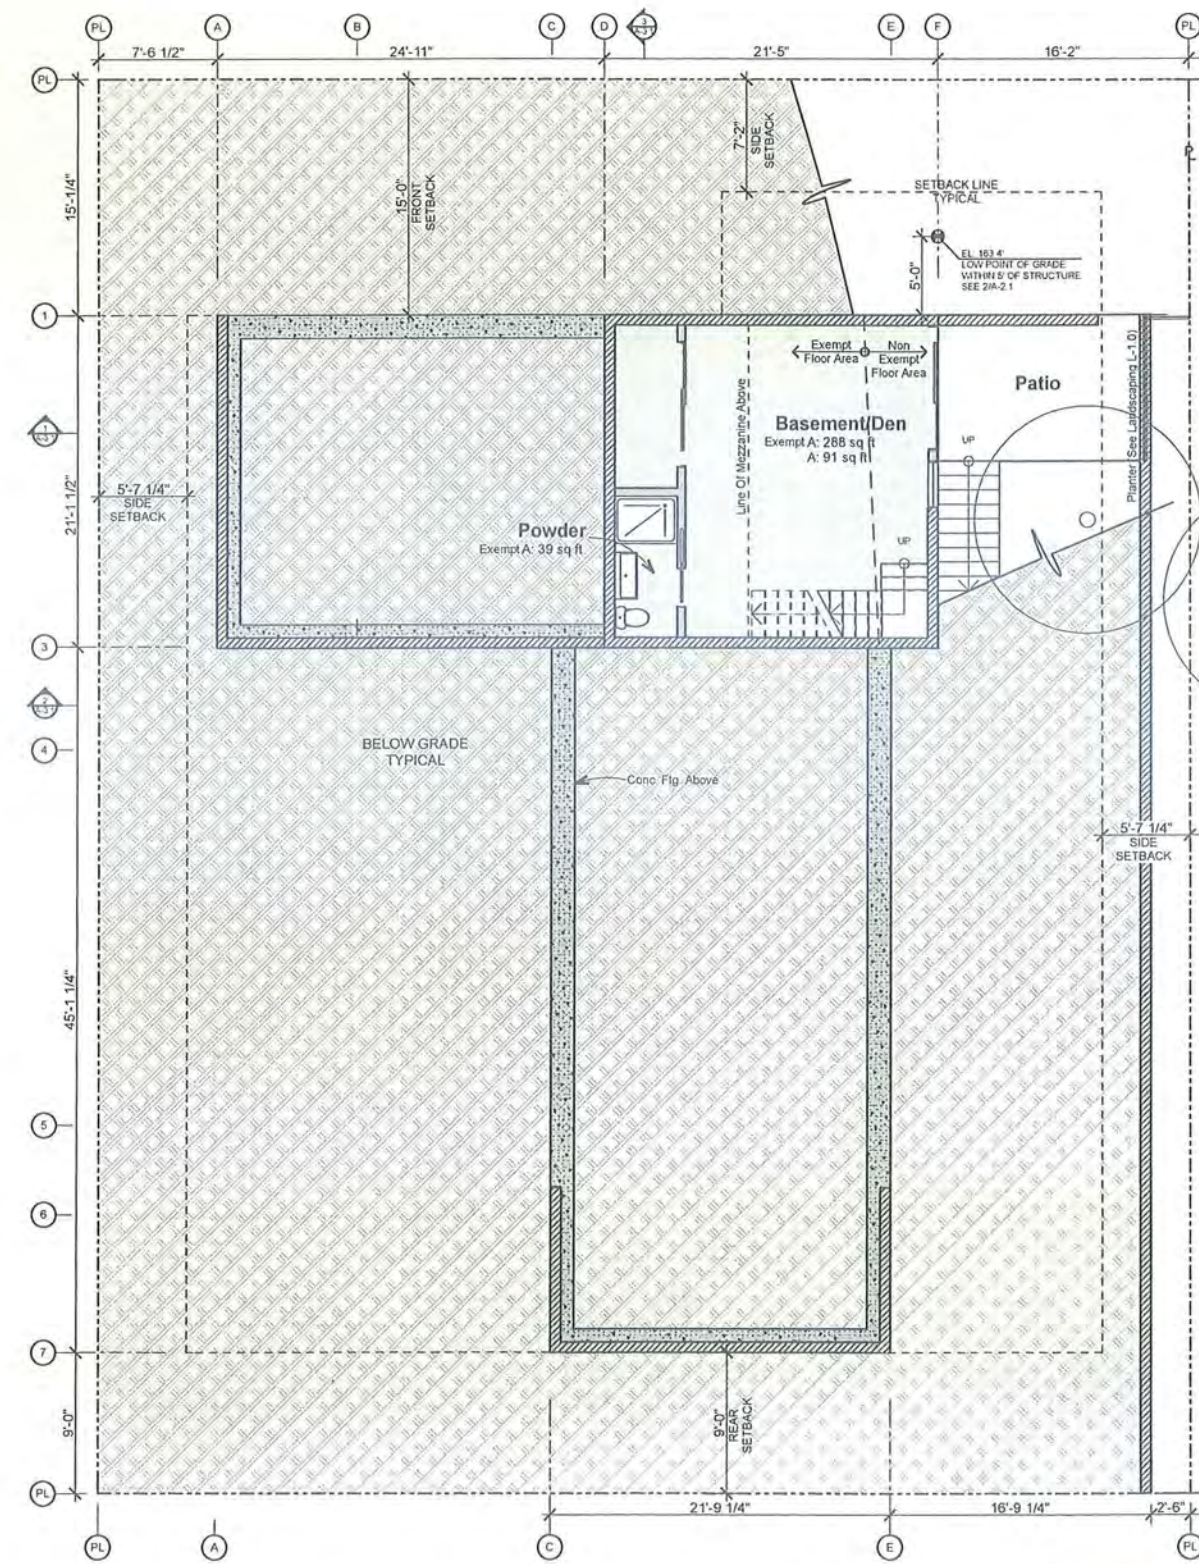 PL
A
B
C
D
3
E
F
PL
7'-6 1/2"
24'-11"
21'-5"
16'-2"
PL
15'-1/4"
15'-0"
FRONT
SETBACK
7'-2"
SIDE
SETBACK
SETBACK LINE
TYPICAL
5'-0"
EL. 163.4'
LOW POINT OF GRADE
WITHIN 5' OF STRUCTURE
SEE 2/A-2.1
1
Exempt
Floor Area
Non
Exempt
Floor Area
Line Of Mezzanine Above
Basement/Den
Exempt A: 288 sq ft
A: 91 sq ft
Patio
Planter (See Landscaping L-1.0)
UP
UP
21'-1 1/2"
5'-7 1/4"
SIDE
SETBACK
Powder
Exempt A: 39 sq ft
3
2
4
BELOW GRADE
TYPICAL
Conc. Ftg. Above
5'-7 1/4"
SIDE
SETBACK
45'-1 1/4"
5
6
7
9'-0"
9'-0"
REAR
SETBACK
PL
21'-9 1/4"
16'-9 1/4"
2'-6"
PL
A
C
E
PL